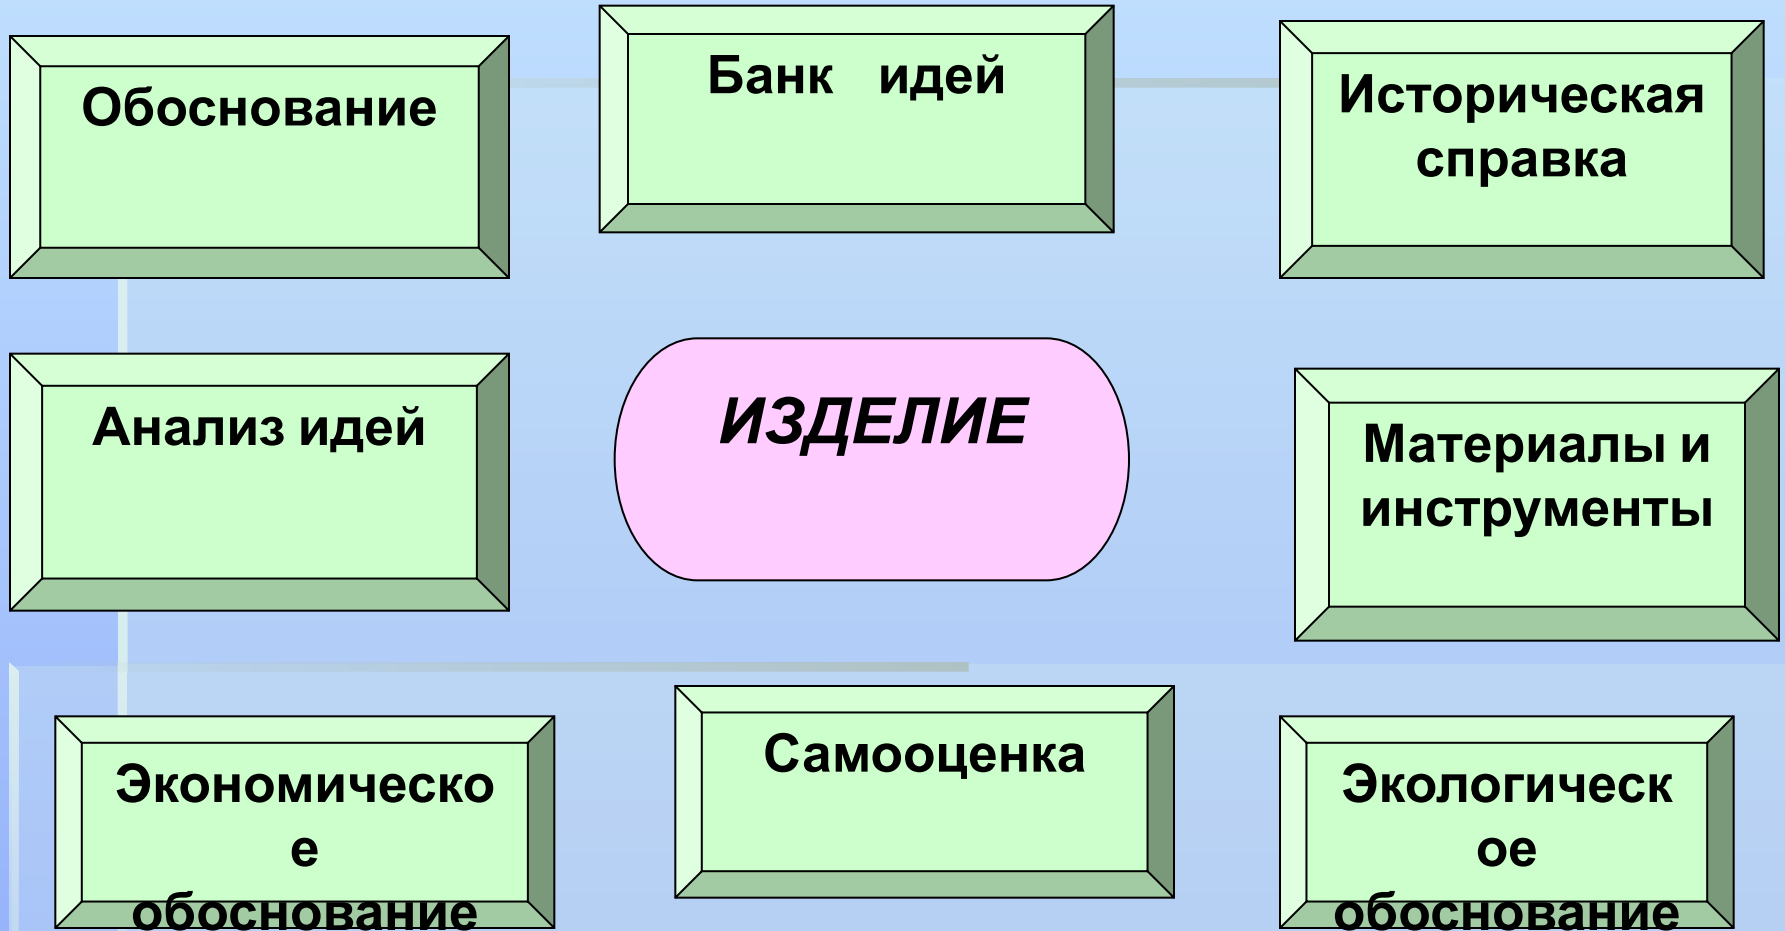 Обоснование
Банк идей
Историческая
справка
Анализ идей
ИЗДЕЛИЕ
Материалы и
инструменты
Экономическо
е
обоснование
Самооценка
Экологическ
ое
обоснование